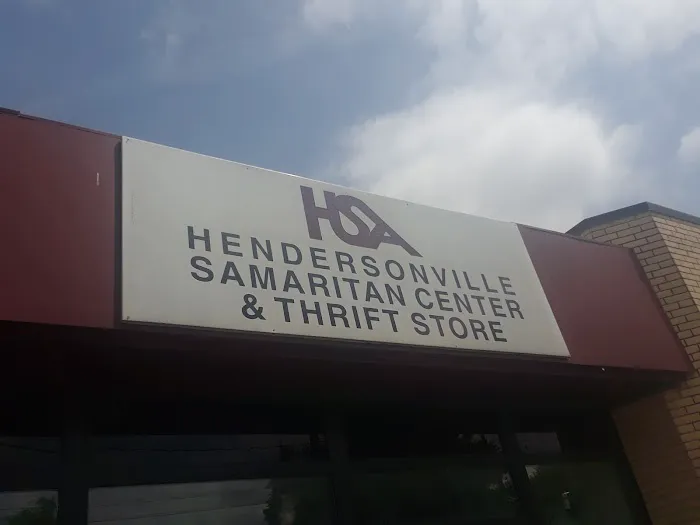 HSA
HENDERSONVILLE
SAMARITAN CENTER
& THRIFT STORE